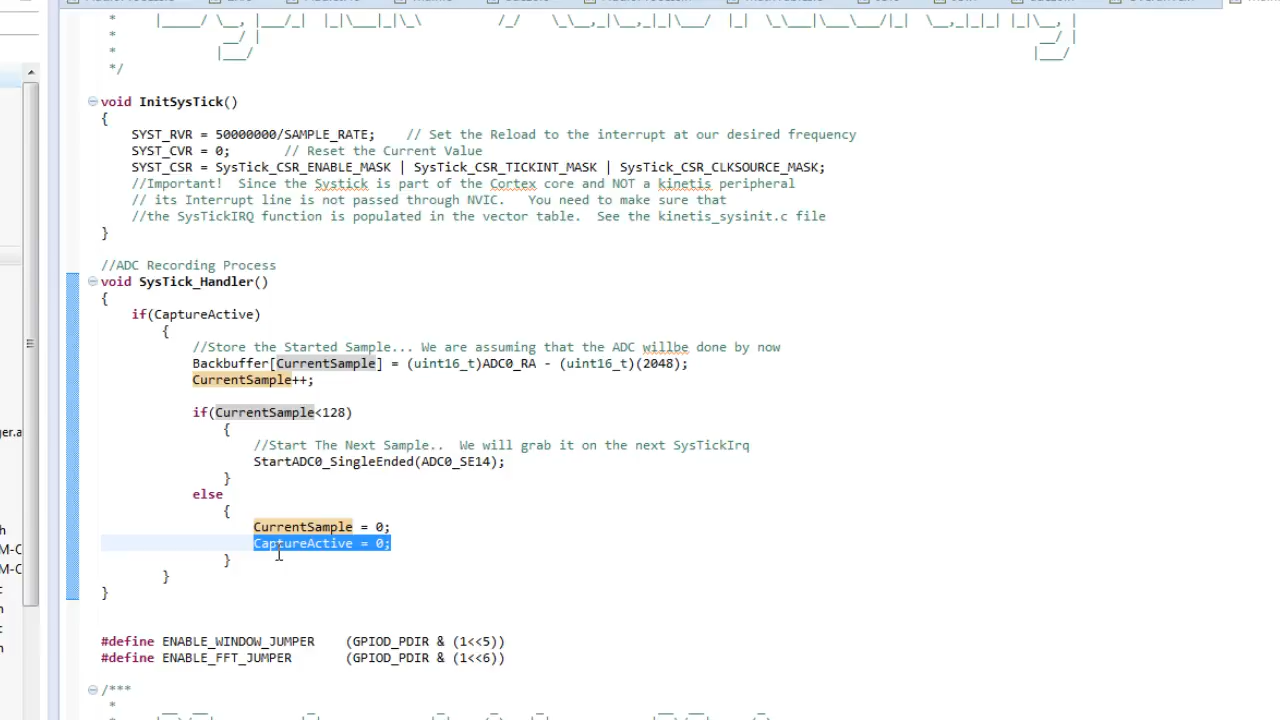 */
void InitSysTick()
{
SYST_RVR = 50000000/SAMPLE_RATE; // Set the Reload to the interrupt at our desired frequency
SYST_CVR = 0; // Reset the Current Value
SYST_CSR = SysTick_CSR_ENABLE_MASK | SysTick_CSR_TICKINT_MASK | SysTick_CSR_CLKSOURCE_MASK;
//Important! Since the Systick is part of the Cortex core and NOT a kinetis peripheral
// its Interrupt line is not passed through NVIC. You need to make sure that
//the SysTickIRQ function is populated in the vector table. See the kinetis_sysinit.c file
}
//ADC Recording Process
void SysTick_Handler()
{
if(CaptureActive)
{
//Store the Started Sample... We are assuming that the ADC willbe done by now
Backbuffer[CurrentSample] = (uint16_t)ADC0_RA - (uint16_t)(2048);
CurrentSample++;
if(CurrentSample<128)
{
//Start The Next Sample.. We will grab it on the next SysTickIrq
StartADC0_SingleEnded(ADC0_SE14);
}
else
{
CurrentSample = 0;
CaptureActive = 0;
}
}
}
#define ENABLE_WINDOW_JUMPER (GPIOD_PDIR & (1<<5))
#define ENABLE_FFT_JUMPER (GPIOD_PDIR & (1<<6))
/***
*